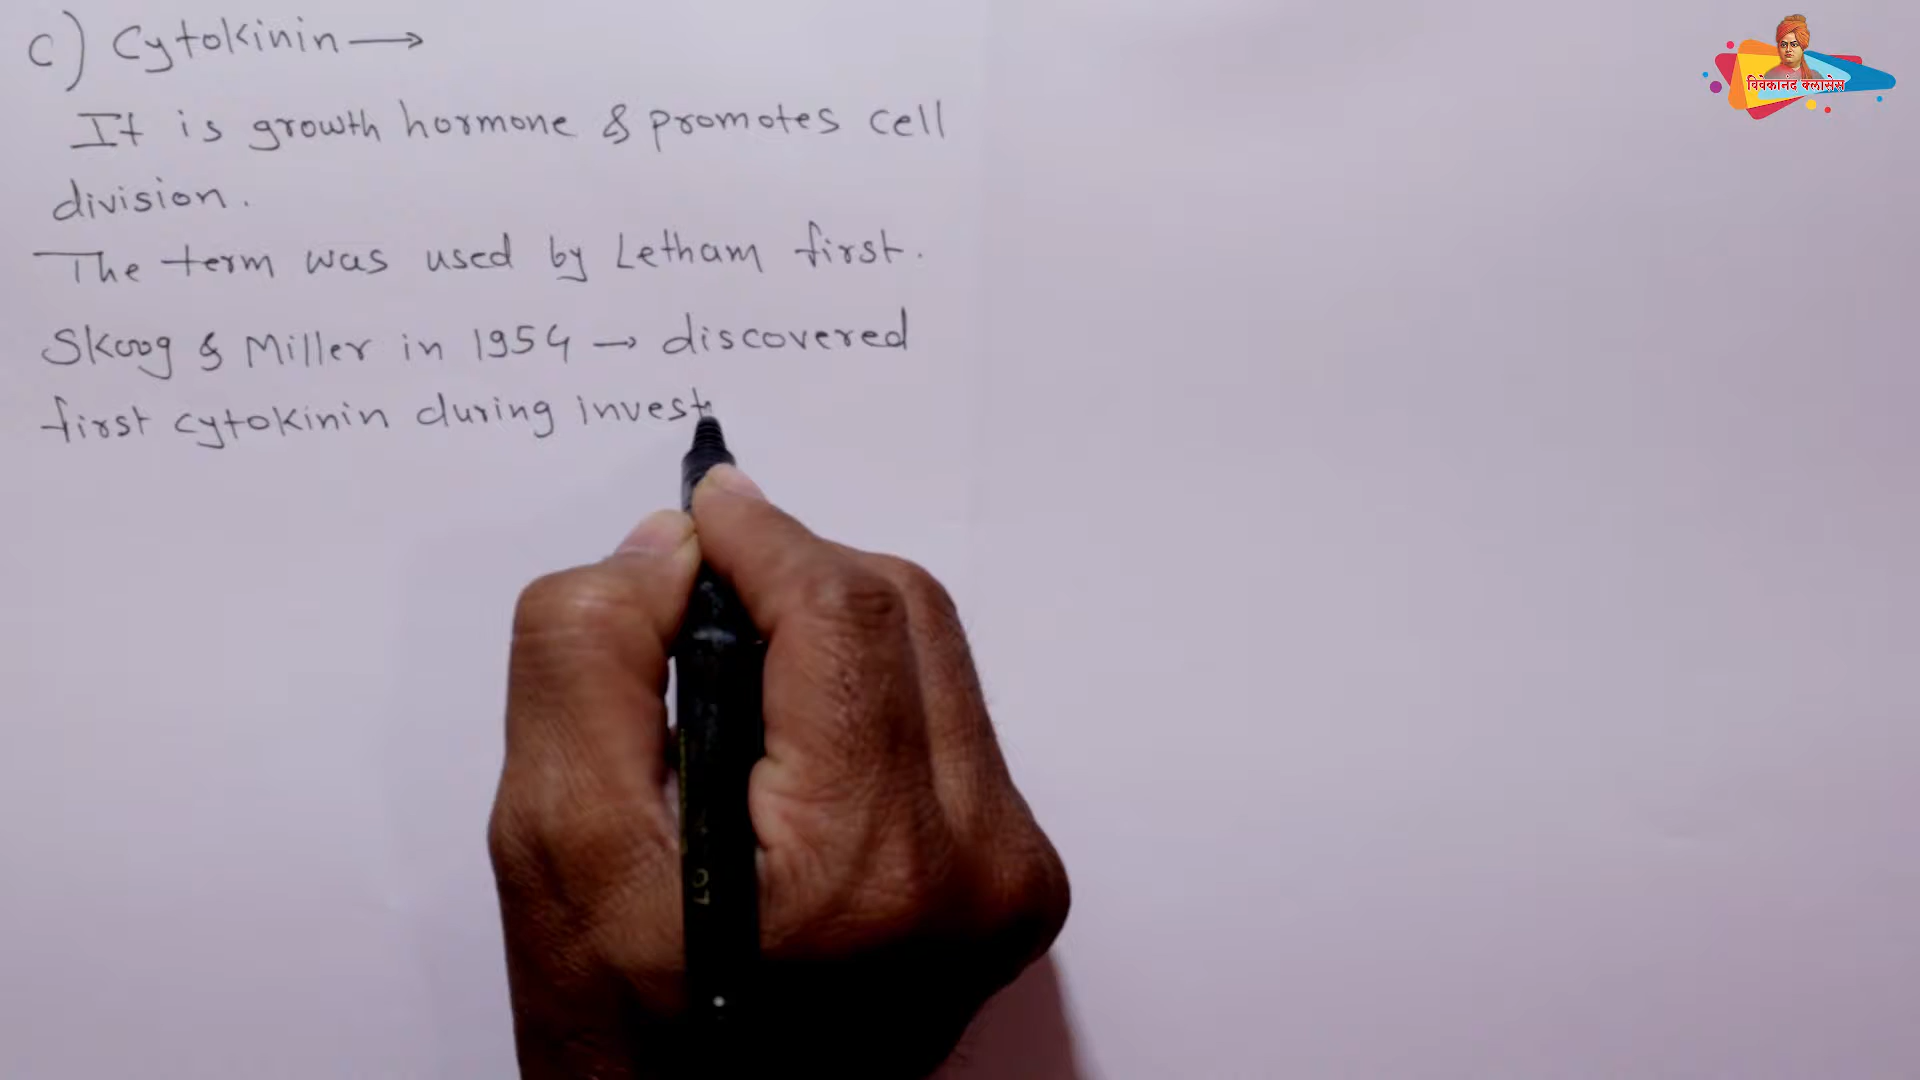 c) Cytokinin →
It is growth hormone & promotes cell
division.
The term was used by Letham first.
Skoog & Miller in 1954 → discovered
first cytokinin during invest
विवेकानंद क्लासेस